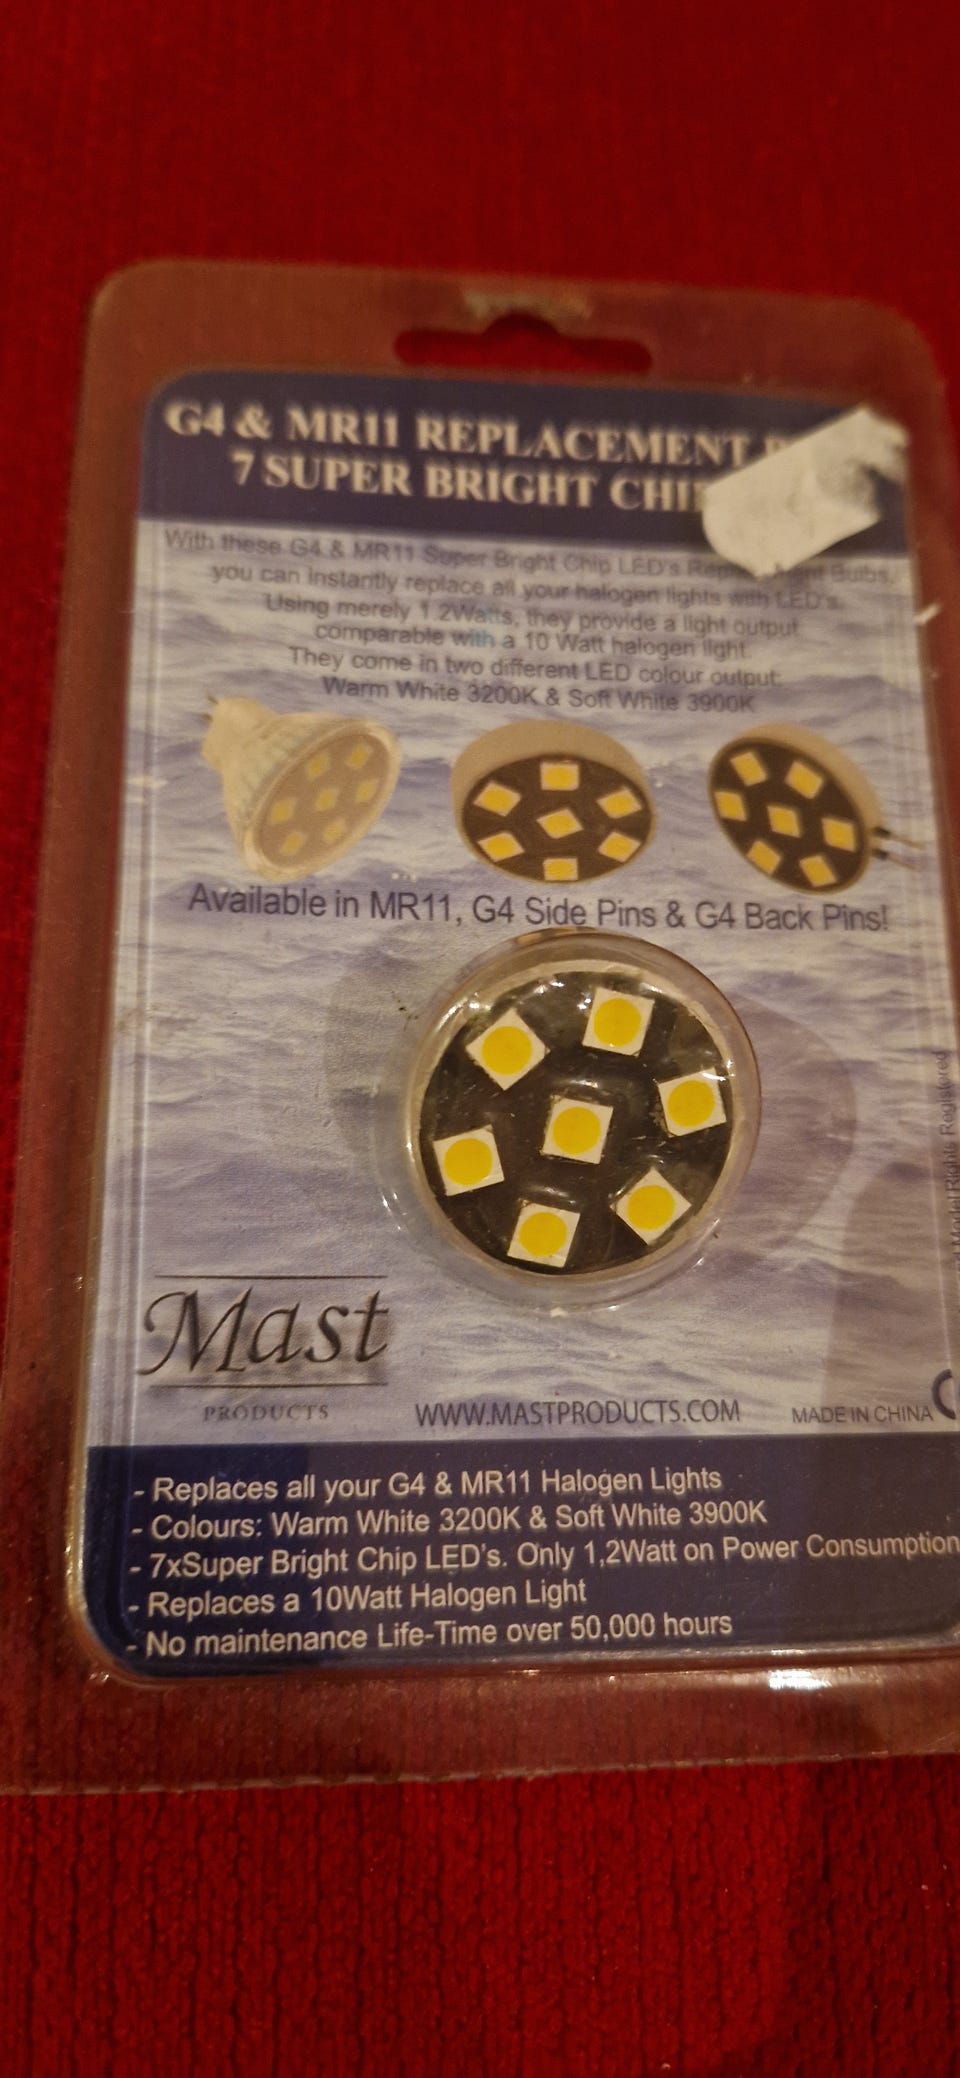 G4 & MR11 REPLACEMENT
7 SUPER BRIGHT CHI
With these G4 & MR11 Super Bright Chip LED's Bulbs,
you can instantly replace all your halogen lights with LED's.
Using merely 1.2Watts, they provide a light output
comparable with a 10 Watt halogen light.
They come in two different LED colour output:
Warm White 3200K & Soft White 3900K
Available in MR11, G4 Side Pins & G4 Back Pins!
Model Rights Registered
Mast
PRODUCTS
WWW.MASTPRODUCTS.COM
MADE IN CHINA
- Replaces all your G4 & MR11 Halogen Lights
- Colours: Warm White 3200K & Soft White 3900K
- 7xSuper Bright Chip LED's. Only 1,2Watt on Power Consumption
- Replaces a 10Watt Halogen Light
- No maintenance Life-Time over 50,000 hours